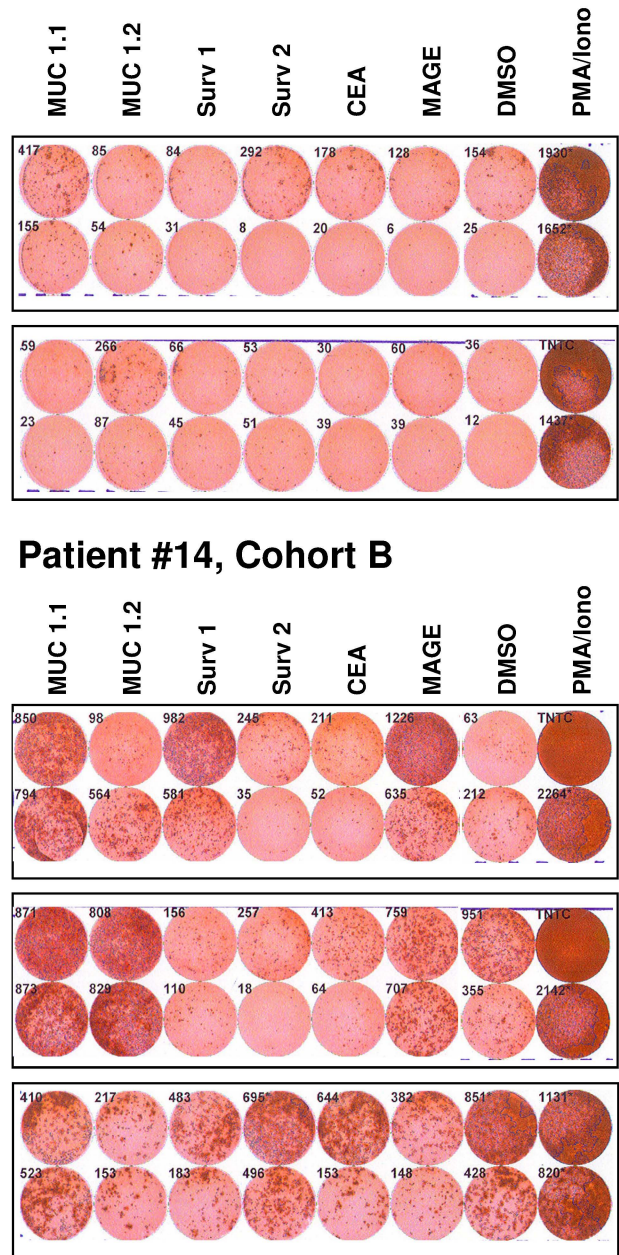 MUC 1.1 MUC 1.2 Surv 1 Surv 2 CEA MAGE DMSO PMA/Iono
417 85 84 292 178 128 154 1930*
155 54 31 8 20 6 25 1652*
59 266 66 53 30 60 36 TNTC
23 87 45 51 39 39 12 1437*
Patient #14, Cohort B
MUC 1.1 MUC 1.2 Surv 1 Surv 2 CEA MAGE DMSO PMA/Iono
850 98 982 245 211 1226 63 TNTC
794 564 581 35 52 635 212 2264*
871 808 156 257 413 759 951 TNTC
873 829 110 18 64 707 355 2142*
410 217 483 695* 644 382 851* 1131*
523 153 183 496 153 148 428 820*